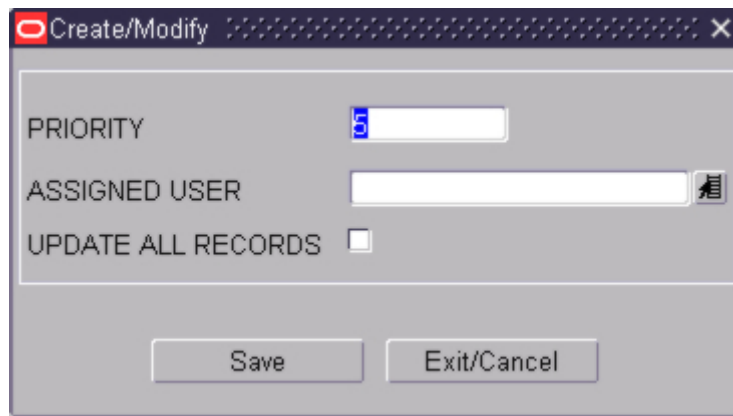 Create/Modify
PRIORITY 5
ASSIGNED USER
UPDATE ALL RECORDS
Save Exit/Cancel